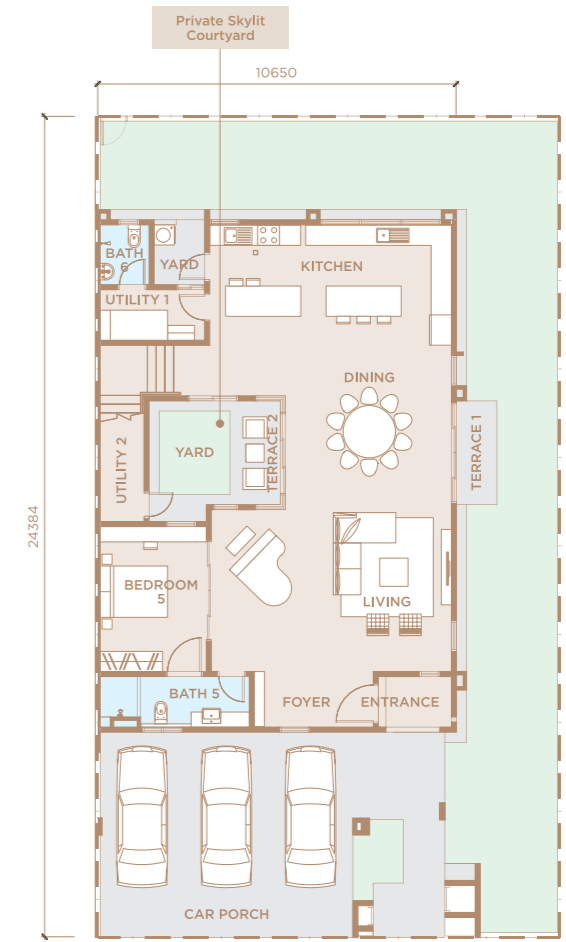 Private Skylit
Courtyard
10650
BATH
6
YARD
KITCHEN
UTILITY 1
DINING
TERRACE 1
TERRACE 2
YARD
UTILITY 2
24384
BEDROOM
5
LIVING
BATH 5
FOYER
ENTRANCE
CAR PORCH